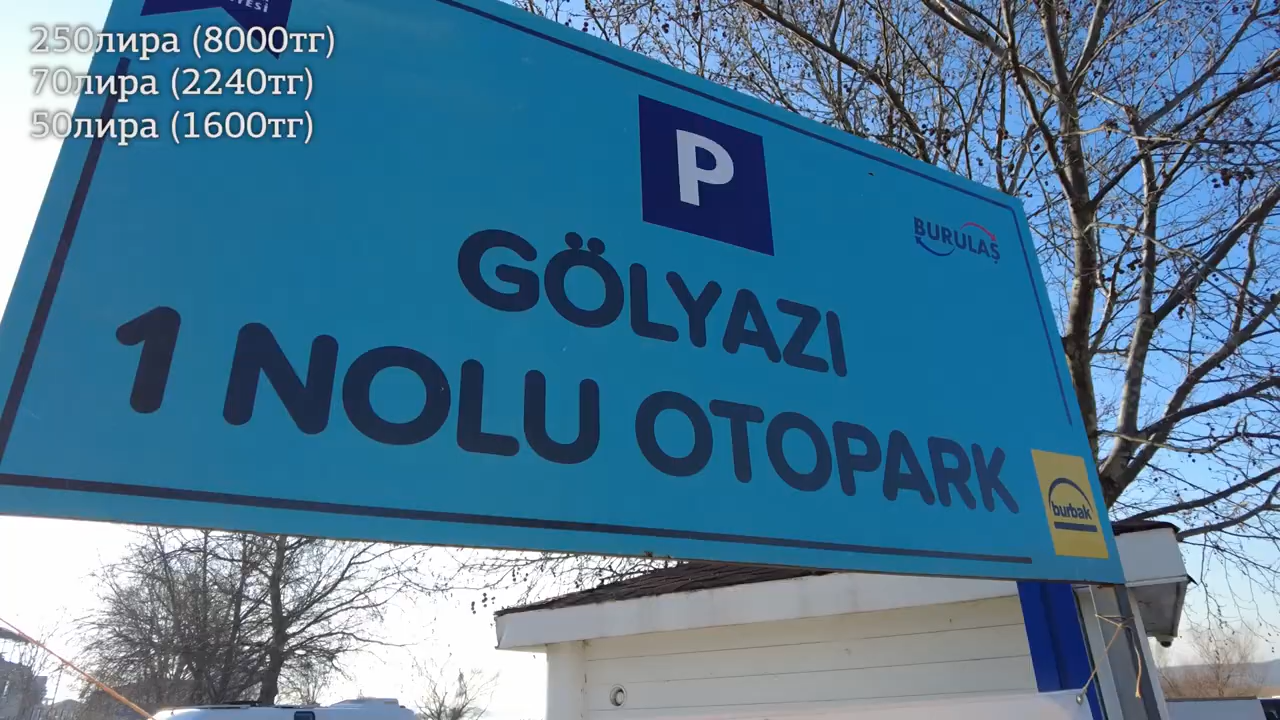 250лира (8000тг)
70лира (2240тг)
50лира (1600тг)
P
BURULAŞ
GÖLYAZI
1 NOLU OTOPARK
burbak